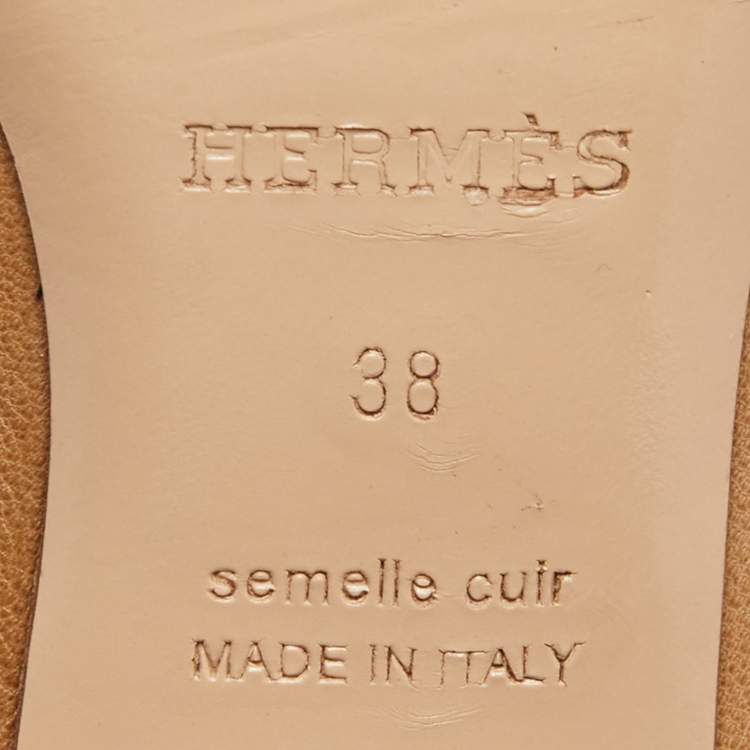 HERMÈS
38
semelle cuir
MADE IN ITALY